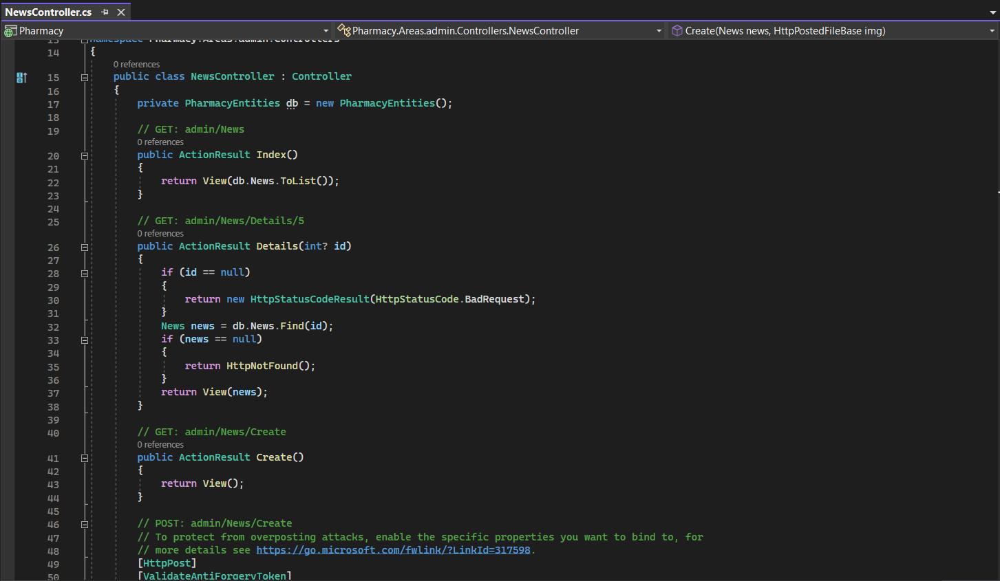 NewsController.cs
Pharmacy
Pharmacy.Areas.admin.Controllers.NewsController
Create(News news, HttpPostedFileBase img)
13 namespace Pharmacy.Areas.admin.Controllers
14 {
0 references
15 public class NewsController : Controller
16 {
17 private PharmacyEntities db = new PharmacyEntities();
18
19 // GET: admin/News
0 references
20 public ActionResult Index()
21 {
22 return View(db.News.ToList());
23 }
24
25 // GET: admin/News/Details/5
0 references
26 public ActionResult Details(int? id)
27 {
28 if (id == null)
29 {
30 return new HttpStatusCodeResult(HttpStatusCode.BadRequest);
31 }
32 News news = db.News.Find(id);
33 if (news == null)
34 {
35 return HttpNotFound();
36 }
37 return View(news);
38 }
39
40 // GET: admin/News/Create
0 references
41 public ActionResult Create()
42 {
43 return View();
44 }
45
46 // POST: admin/News/Create
47 // To protect from overposting attacks, enable the specific properties you want to bind to, for
48 // more details see https://go.microsoft.com/fwlink/?LinkId=317598.
49 [HttpPost]
50 [ValidateAntiForgeryToken]